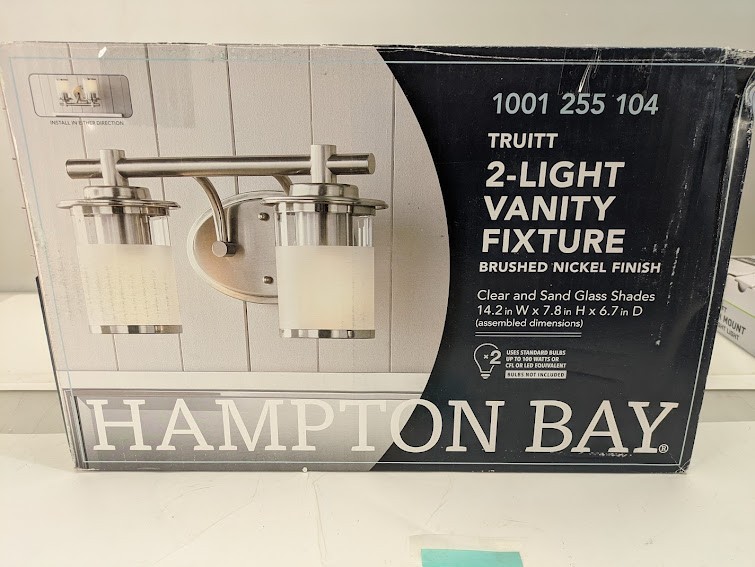 INSTALL IN EITHER DIRECTION
1001 255 104
TRUITT
2-LIGHT
VANITY
FIXTURE
BRUSHED NICKEL FINISH
Clear and Sand Glass Shades
14.2 in W x 7.8 in H x 6.7 in D
(assembled dimensions)
x2
USES STANDARD BULBS
UP TO 100 WATTS OR
CFL OR LED EQUIVALENT
BULBS NOT INCLUDED
HAMPTON BAY®
MOUNT
LIGHT